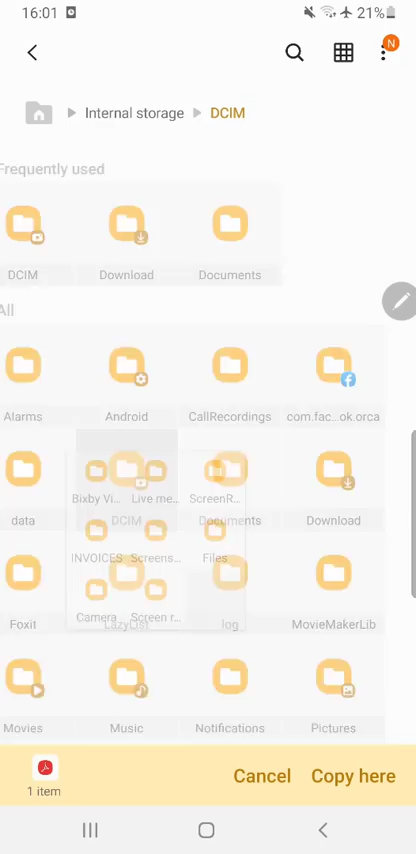 16:01 21%
N
Internal storage DCIM
Frequently used
DCIM Download Documents
All
Alarms Android CallRecordings com.fac...ok.orca
Bixby Vi... Live me... ScreenR...
data DCIM Documents Download
INVOICES Screens... Files
Camera Screen r...
Foxit LazyList log MovieMakerLib
Movies Music Notifications Pictures
1 item Cancel Copy here